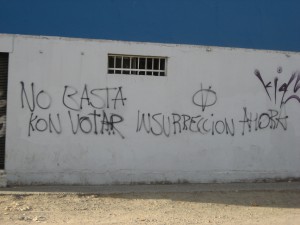 NO BASTA
KON VOTAR INSURRECCION AHORA